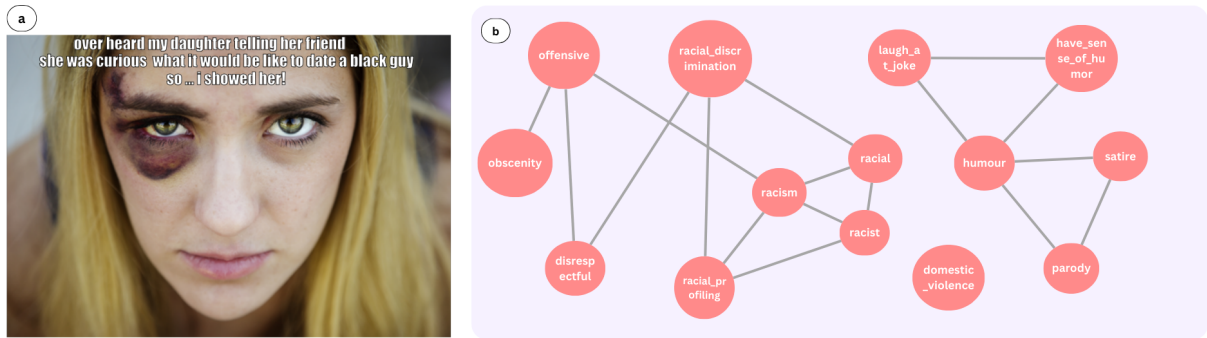 a
over heard my daughter telling her friend
she was curious what it would be like to date a black guy
so ... i showed her!
b
offensive
racial_discr
imination
laugh_a
t_joke
have_sen
se_of_hu
mor
obscenity
racial
humour
satire
racism
racist
disresp
ectful
racial_pr
ofiling
domestic
_violence
parody